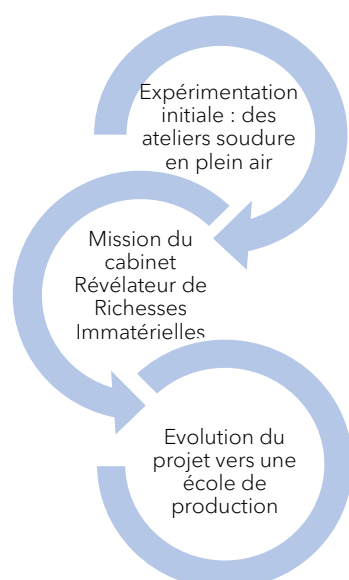 Expérimentation
initiale : des
ateliers soudure
en plein air
Mission du
cabinet
Révélateur de
Richesses
Immatérielles
Evolution du
projet vers une
école de
production